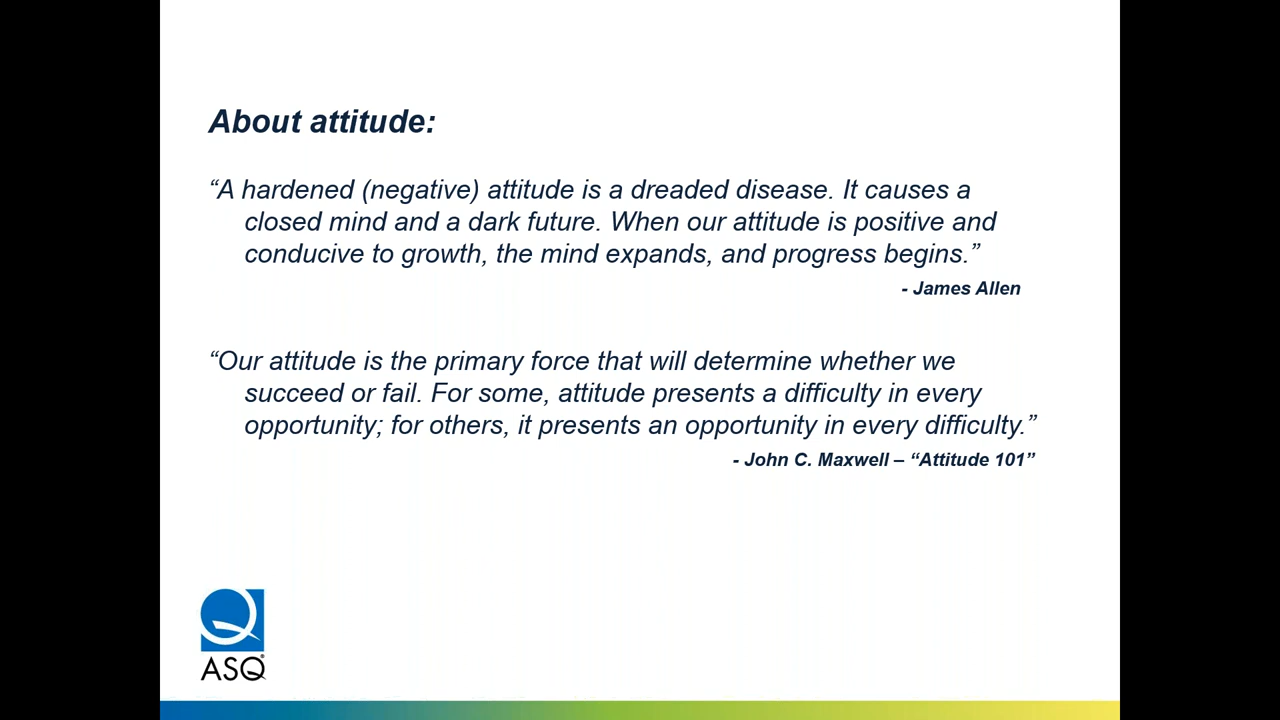 About attitude:
“A hardened (negative) attitude is a dreaded disease. It causes a
closed mind and a dark future. When our attitude is positive and
conducive to growth, the mind expands, and progress begins.”
- James Allen
“Our attitude is the primary force that will determine whether we
succeed or fail. For some, attitude presents a difficulty in every
opportunity; for others, it presents an opportunity in every difficulty.”
- John C. Maxwell – “Attitude 101”
ASQ®